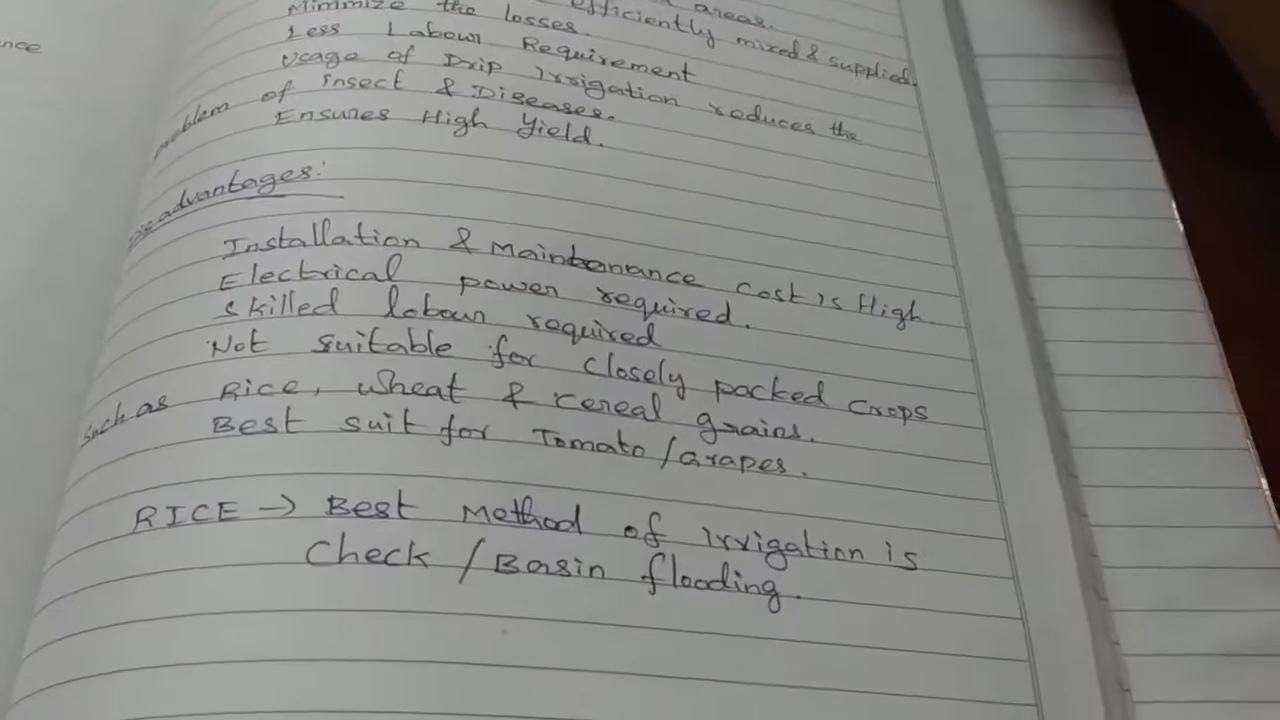 areas.
efficiently mixed & supplied.
Minimize the losses.
Less Labour Requirement
Usage of Drip Irrigation reduces the
problem of insect & Diseases.
Ensures High Yield.
Disadvantages:
Installation & Maintenance cost is High
Electrical power required.
Skilled labour required
Not suitable for closely packed crops
such as Rice, wheat & cereal grains.
Best suit for Tomato/Grapes.
RICE → Best Method of irrigation is
Check / Basin flooding.